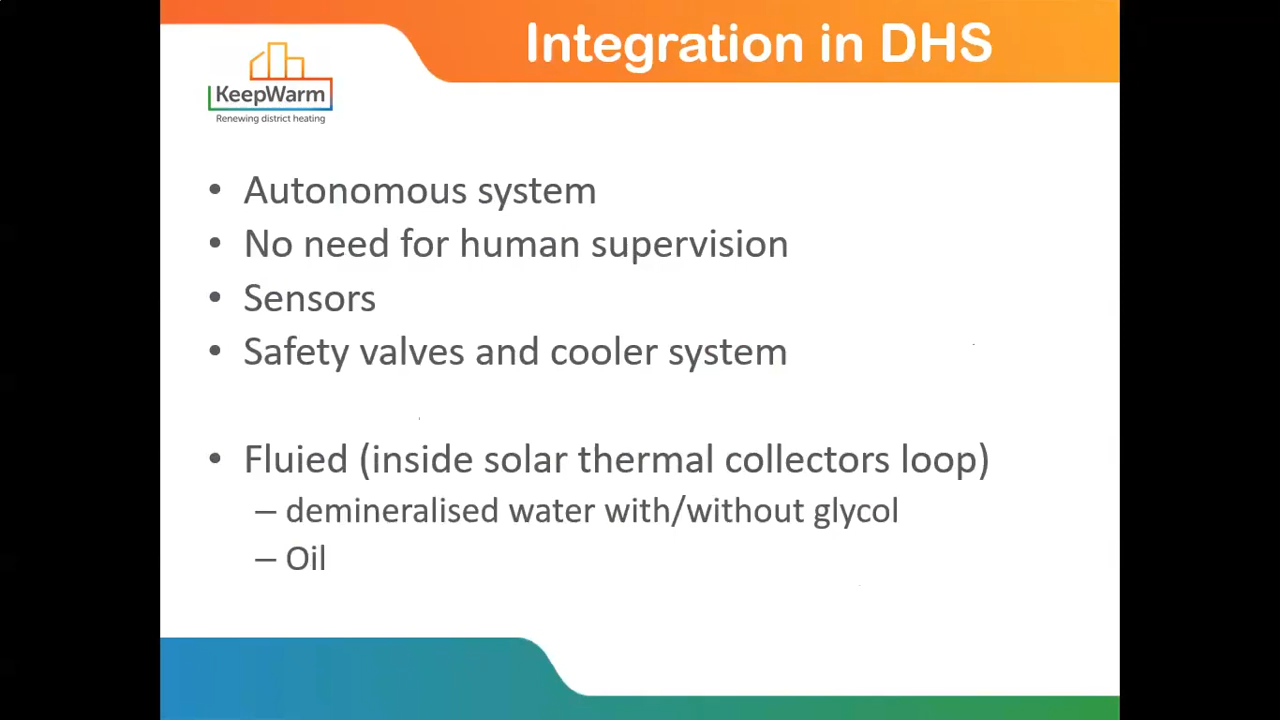 Integration in DHS
KeepWarm
Renewing district heating
• Autonomous system
• No need for human supervision
• Sensors
• Safety valves and cooler system
• Fluied (inside solar thermal collectors loop)
– demineralised water with/without glycol
– Oil